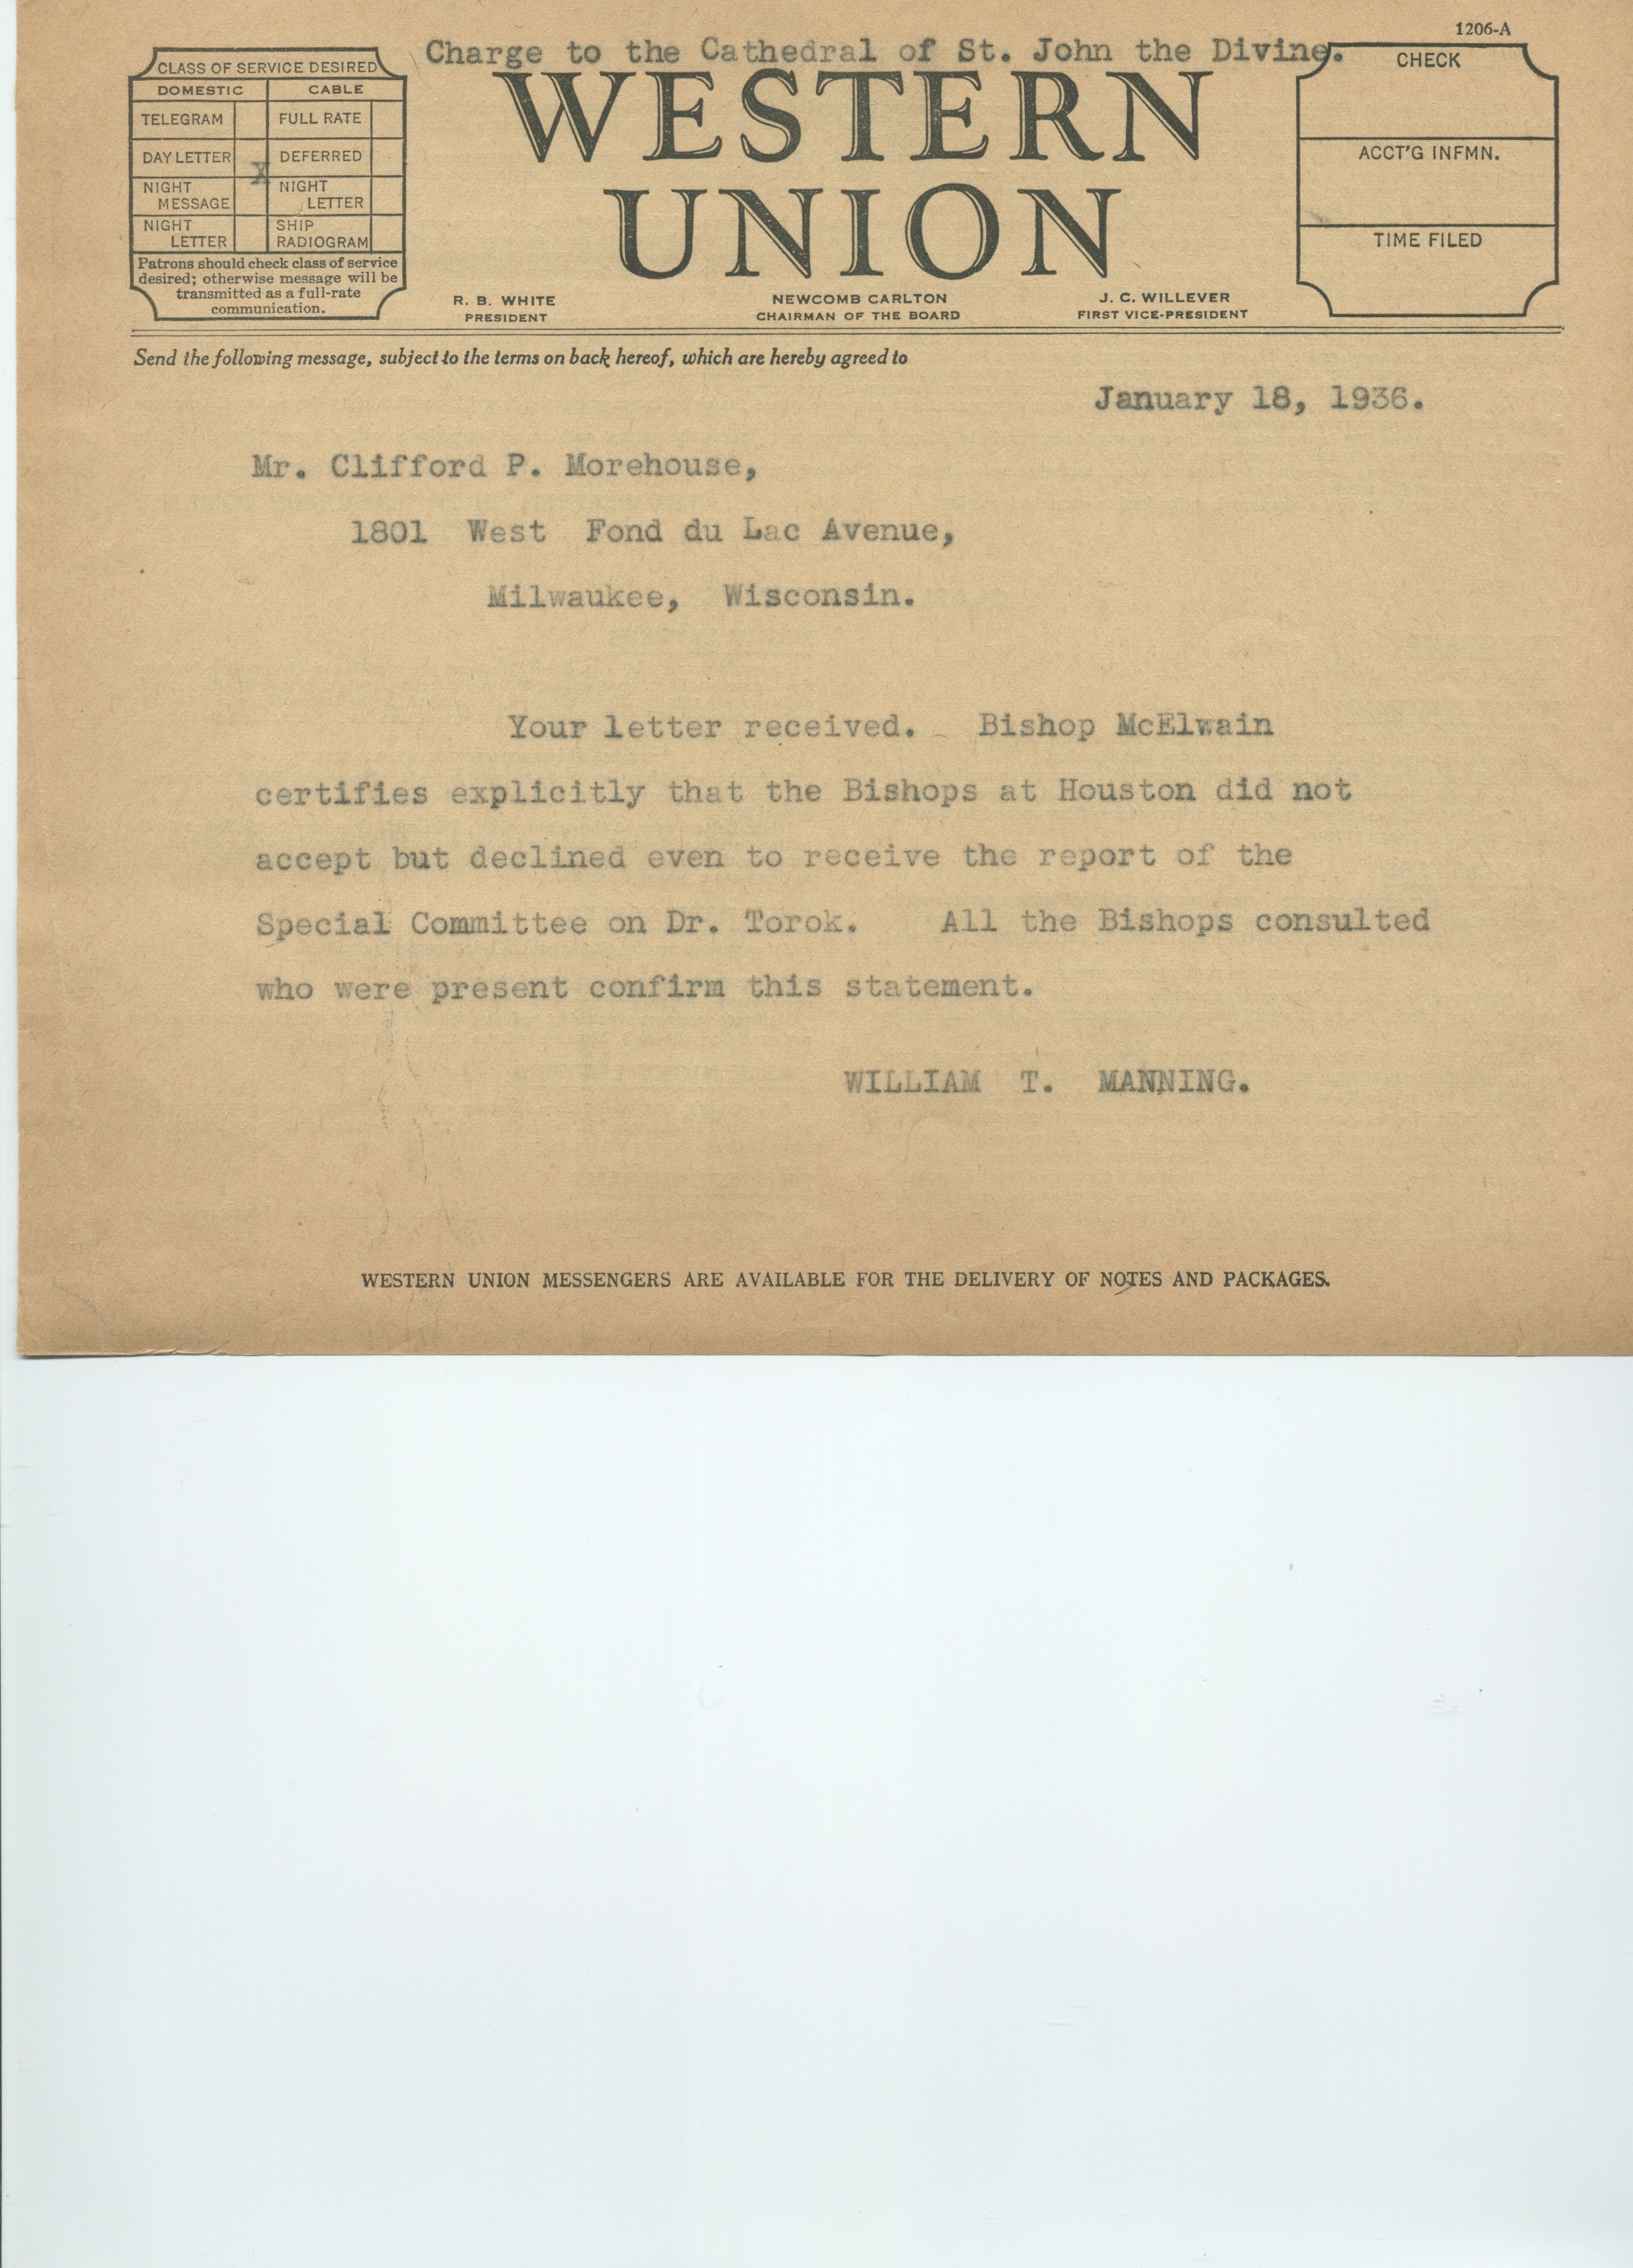 1206-A
Charge to the Cathedral of St. John the Divine.
CLASS OF SERVICE DESIRED
DOMESTIC CABLE
TELEGRAM FULL RATE
DAY LETTER X DEFERRED
NIGHT MESSAGE NIGHT LETTER
NIGHT LETTER SHIP RADIOGRAM
Patrons should check class of service
desired; otherwise message will be
transmitted as a full-rate
communication.
WESTERN
UNION
R. B. WHITE
PRESIDENT
NEWCOMB CARLTON
CHAIRMAN OF THE BOARD
J. C. WILLEVER
FIRST VICE-PRESIDENT
CHECK
ACCT'G INFMN.
TIME FILED
Send the following message, subject to the terms on back hereof, which are hereby agreed to
January 18, 1936.
Mr. Clifford P. Morehouse,
1801 West Fond du Lac Avenue,
Milwaukee, Wisconsin.
Your letter received. Bishop McElwain
certifies explicitly that the Bishops at Houston did not
accept but declined even to receive the report of the
Special Committee on Dr. Torok. All the Bishops consulted
who were present confirm this statement.
WILLIAM T. MANNING.
WESTERN UNION MESSENGERS ARE AVAILABLE FOR THE DELIVERY OF NOTES AND PACKAGES.